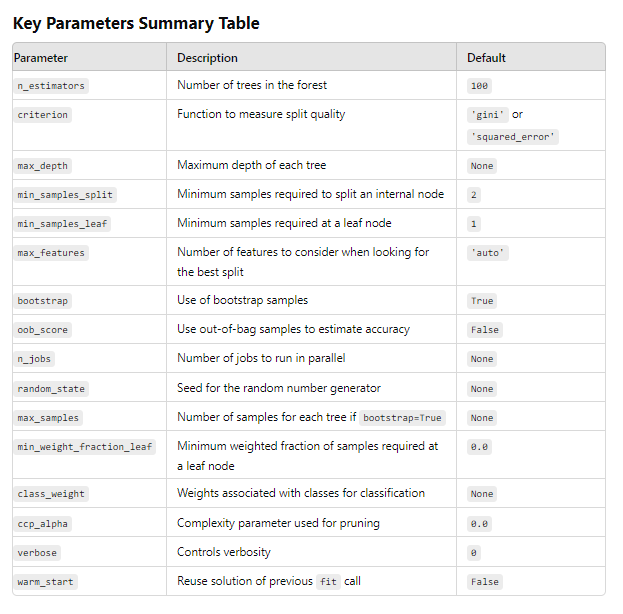 Key Parameters Summary Table
Parameter Description Default
n_estimators Number of trees in the forest 100
criterion Function to measure split quality 'gini' or
'squared_error'
max_depth Maximum depth of each tree None
min_samples_split Minimum samples required to split an internal node 2
min_samples_leaf Minimum samples required at a leaf node 1
max_features Number of features to consider when looking for 'auto'
the best split
bootstrap Use of bootstrap samples True
oob_score Use out-of-bag samples to estimate accuracy False
n_jobs Number of jobs to run in parallel None
random_state Seed for the random number generator None
max_samples Number of samples for each tree if bootstrap=True None
min_weight_fraction_leaf Minimum weighted fraction of samples required at 0.0
a leaf node
class_weight Weights associated with classes for classification None
ccp_alpha Complexity parameter used for pruning 0.0
verbose Controls verbosity 0
warm_start Reuse solution of previous fit call False